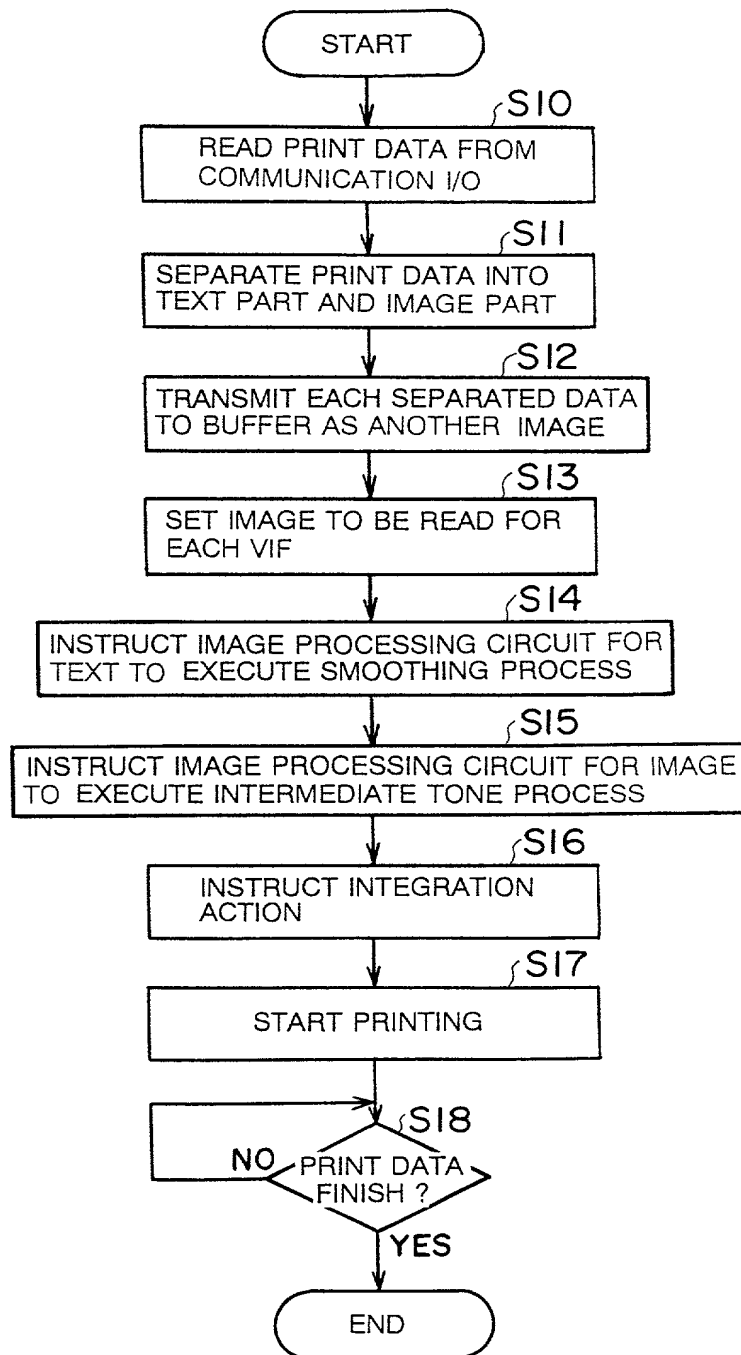 START
S10
READ PRINT DATA FROM
COMMUNICATION I/O
S11
SEPARATE PRINT DATA INTO
TEXT PART AND IMAGE PART
S12
TRANSMIT EACH SEPARATED DATA
TO BUFFER AS ANOTHER IMAGE
S13
SET IMAGE TO BE READ FOR
EACH VIF
S14
INSTRUCT IMAGE PROCESSING CIRCUIT FOR
TEXT TO EXECUTE SMOOTHING PROCESS
S15
INSTRUCT IMAGE PROCESSING CIRCUIT FOR IMAGE
TO EXECUTE INTERMEDIATE TONE PROCESS
S16
INSTRUCT INTEGRATION
ACTION
S17
START PRINTING
S18
NO
PRINT DATA
FINISH ?
YES
END